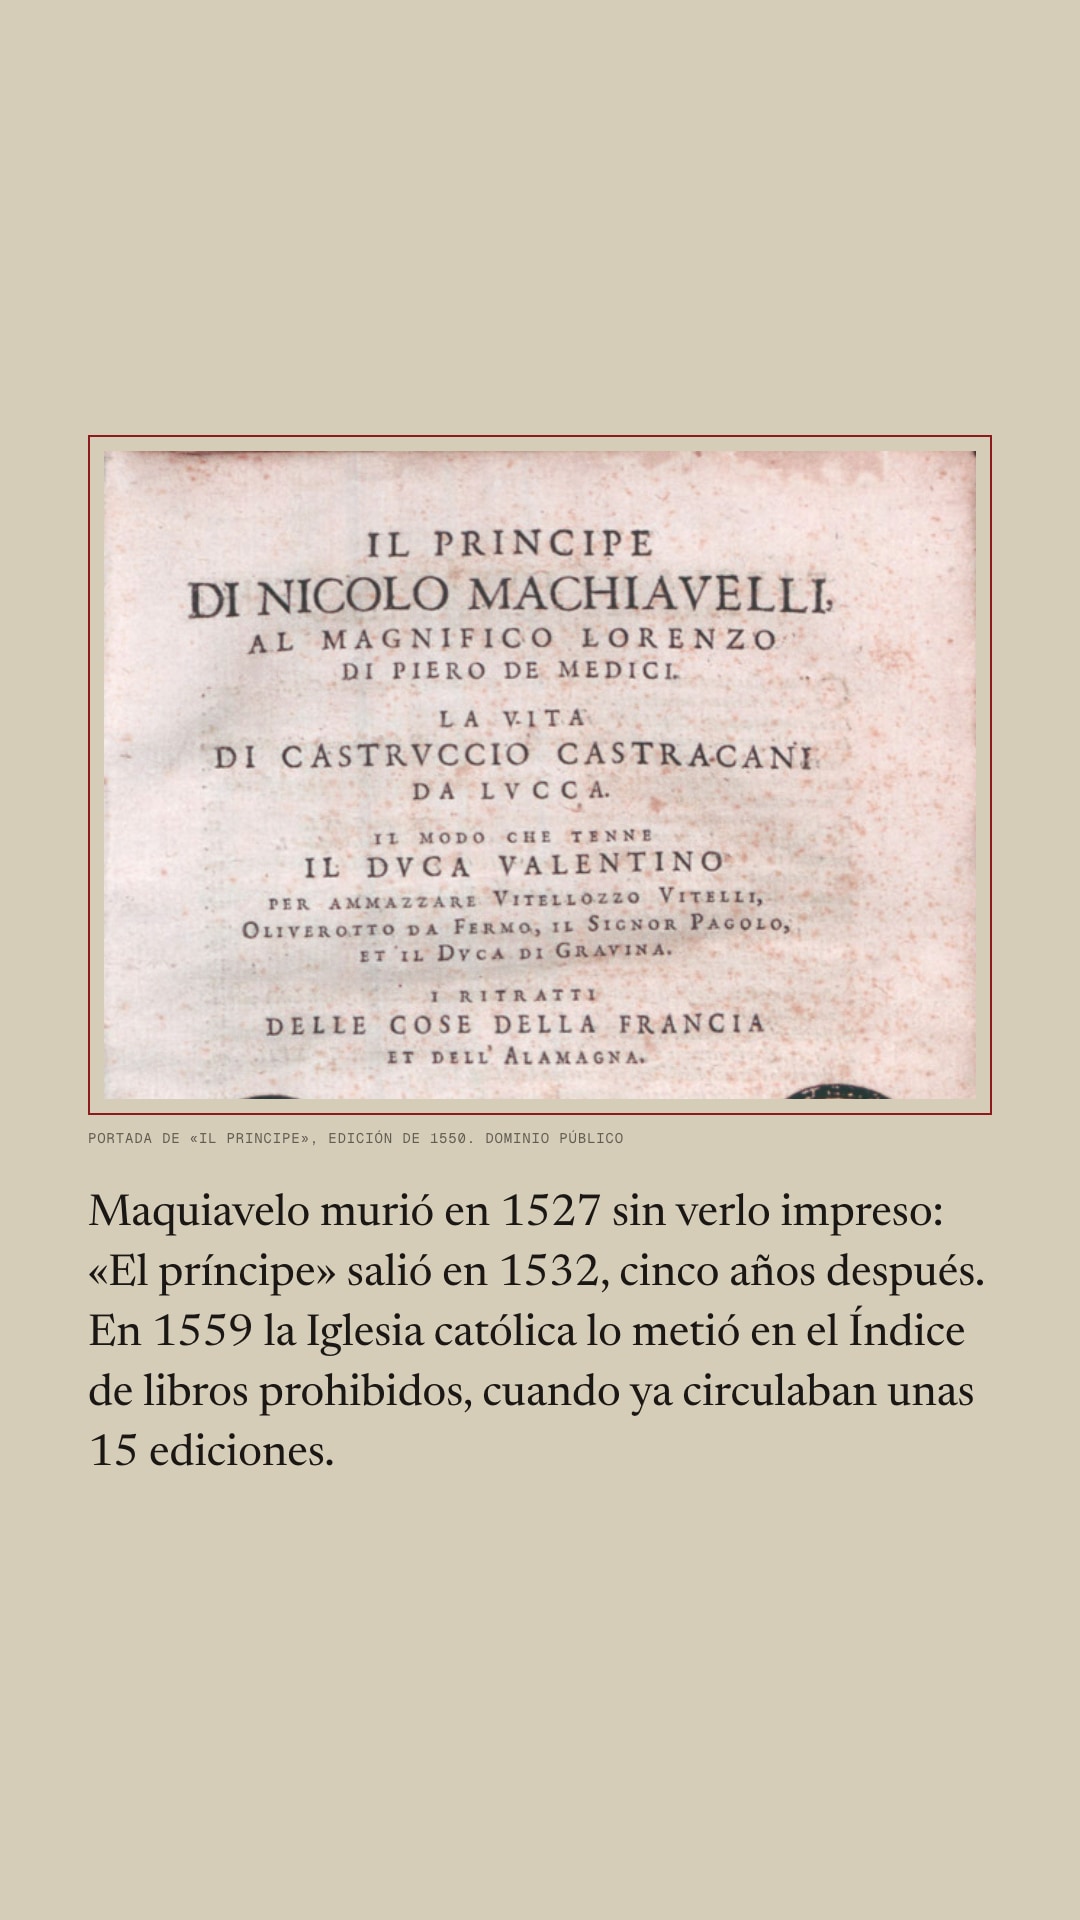 IL PRINCIPE
DI NICOLO MACHIAVELLI,
AL MAGNIFICO LORENZO
DI PIERO DE MEDICI.
LA VITA
DI CASTRVCCIO CASTRACANI
DA LVCCA.
IL MODO CHE TENNE
IL DVCA VALENTINO
PER AMMAZZARE VITELLOZZO VITELLI,
OLIVEROTTO DA FERMO, IL SIGNOR PAGOLO,
ET IL DVCA DI GRAVINA.
I RITRATTI
DELLE COSE DELLA FRANCIA
ET DELL' ALAMAGNA.
PORTADA DE «IL PRINCIPE», EDICIÓN DE 1550. DOMINIO PÚBLICO
Maquiavelo murió en 1527 sin verlo impreso:
«El príncipe» salió en 1532, cinco años después.
En 1559 la Iglesia católica lo metió en el Índice
de libros prohibidos, cuando ya circulaban unas
15 ediciones.